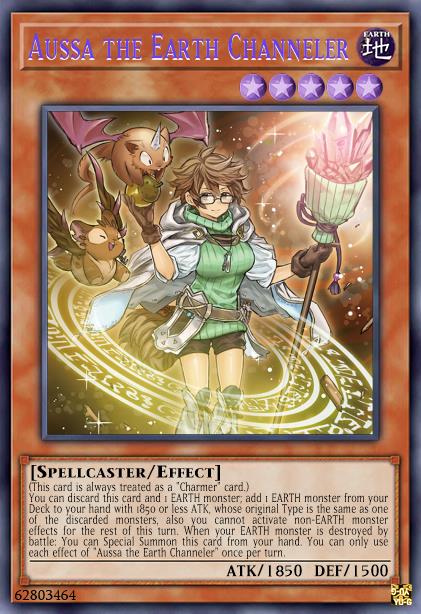 Aussa the Earth Channeler
EARTH
地
[Spellcaster/Effect]
(This card is always treated as a "Charmer" card.)
You can discard this card and 1 EARTH monster; add 1 EARTH monster from your
Deck to your hand with 1850 or less ATK, whose original Type is the same as one
of the discarded monsters, also you cannot activate non-EARTH monster
effects for the rest of this turn. When your EARTH monster is destroyed by
battle: You can Special Summon this card from your hand. You can only use
each effect of "Aussa the Earth Channeler" once per turn.
ATK/1850 DEF/1500
62803464